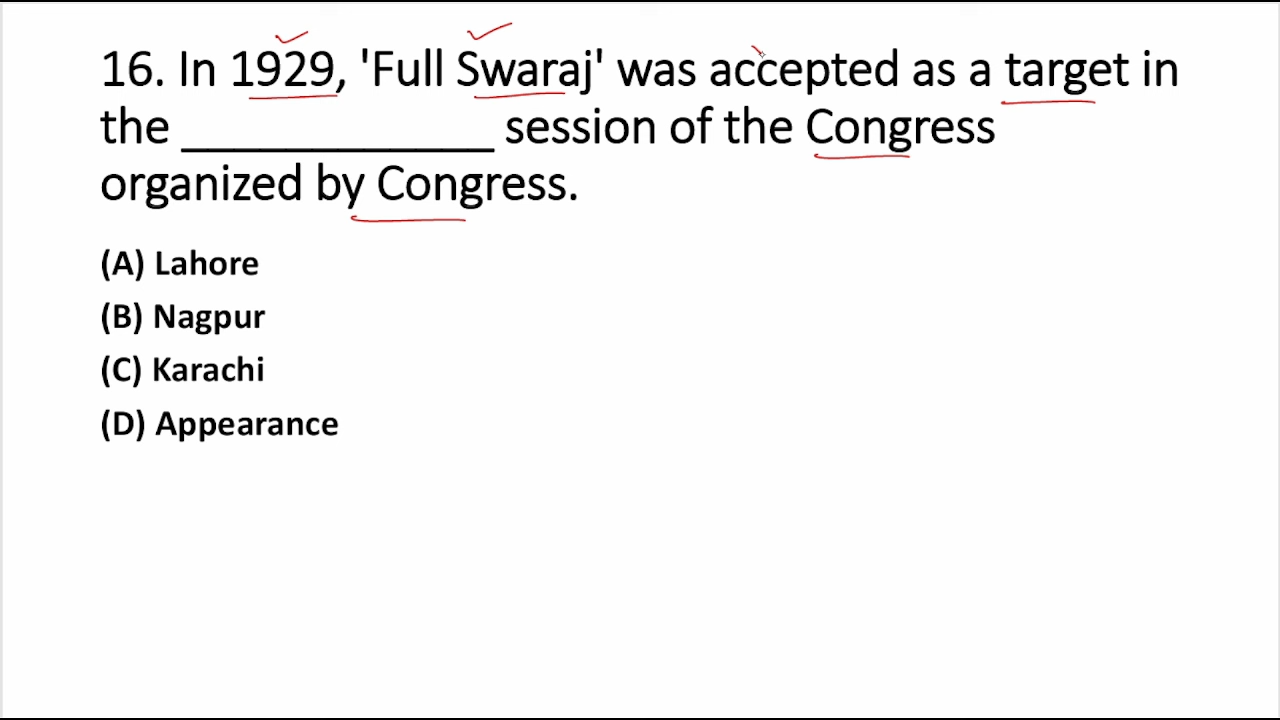 16. In 1929, 'Full Swaraj' was accepted as a target in
the _____________ session of the Congress
organized by Congress.
(A) Lahore
(B) Nagpur
(C) Karachi
(D) Appearance